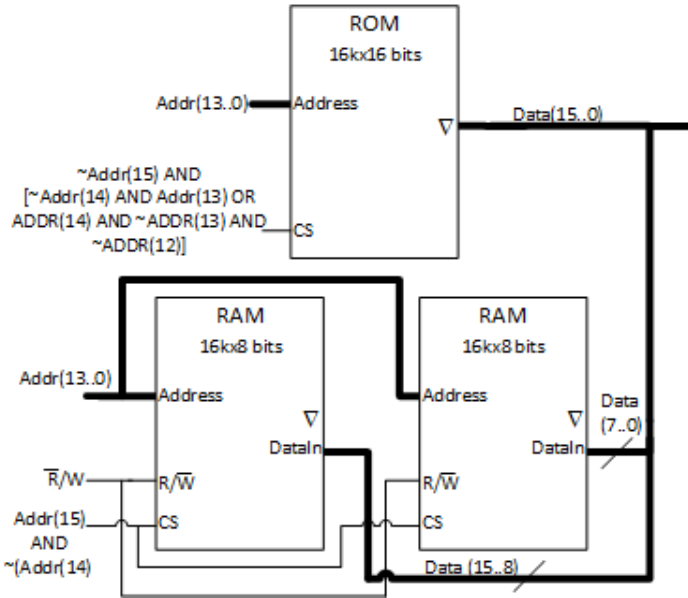 ROM
16kx16 bits
Addr(13..0)
Address
Data(15..0)
∇
~Addr(15) AND
[~Addr(14) AND Addr(13) OR
ADDR(14) AND ~ADDR(13) AND
~ADDR(12)]
CS
RAM
16kx8 bits
RAM
16kx8 bits
Addr(13..0)
Address
∇
DataIn
Address
∇
DataIn
Data
(7..0)
R̅/W
R/W̅
R/W̅
Addr(15)
AND
~(Addr(14)
CS
CS
Data (15..8)